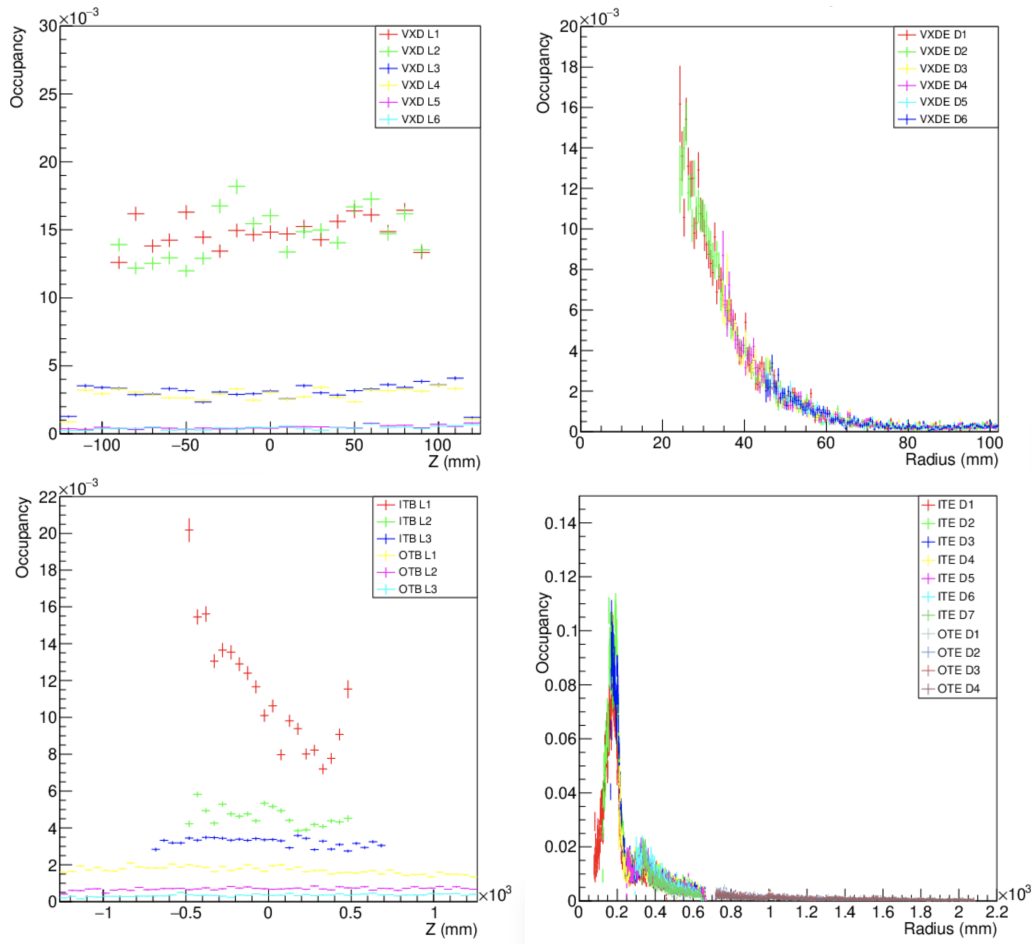 ×10⁻³
Occupancy
30
25
20
15
10
5
0
−100
−50
0
50
100
Z (mm)
VXD L1
VXD L2
VXD L3
VXD L4
VXD L5
VXD L6
×10⁻³
Occupancy
20
18
16
14
12
10
8
6
4
2
0
0
20
40
60
80
100
Radius (mm)
VXDE D1
VXDE D2
VXDE D3
VXDE D4
VXDE D5
VXDE D6
×10⁻³
Occupancy
22
20
18
16
14
12
10
8
6
4
2
0
−1
−0.5
0
0.5
1
×10³
Z (mm)
ITB L1
ITB L2
ITB L3
OTB L1
OTB L2
OTB L3
Occupancy
0.14
0.12
0.1
0.08
0.06
0.04
0.02
0
0
0.2
0.4
0.6
0.8
1
1.2
1.4
1.6
1.8
2
2.2
×10³
Radius (mm)
ITE D1
ITE D2
ITE D3
ITE D4
ITE D5
ITE D6
ITE D7
OTE D1
OTE D2
OTE D3
OTE D4